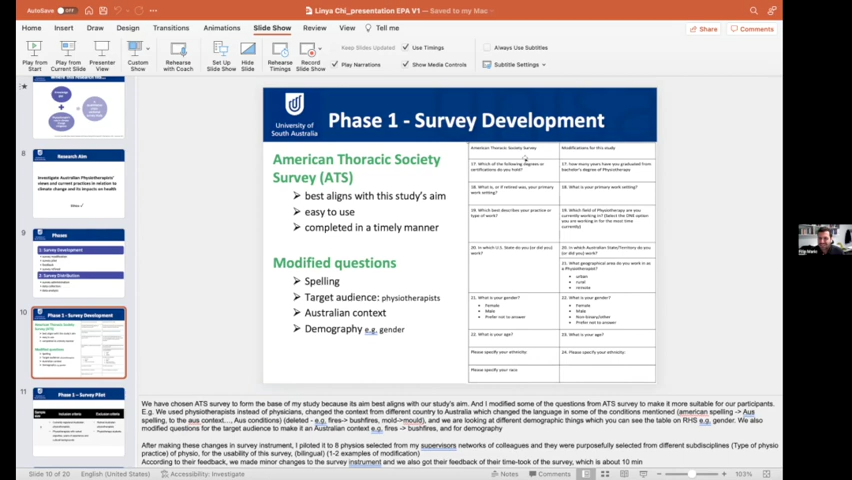 AutoSave
Linya Chi_presentation EPA V1 — Saved to my Mac
Home Insert Draw Design Transitions Animations Slide Show Review View Tell me
Share Comments
Play from Start
Play from Current Slide
Presenter View
Custom Show
Rehearse with Coach
Set Up Slide Show
Hide Slide
Rehearse Timings
Record Slide Show
Keep Slides Updated
Use Timings
Always Use Subtitles
Play Narrations
Show Media Controls
Subtitle Settings
8
Research Aim
Investigate Australian Physiotherapists'
views and current practices in relation to
climate change and its impacts on health
9
Phases
1: Survey Development
2: Survey Distribution
10
Phase 1 - Survey Development
11
Phase 1 – Survey Pilot
Inclusion criteria
Exclusion criteria
University of
South Australia
Phase 1 - Survey Development
American Thoracic Society
Survey (ATS)
best aligns with this study's aim
easy to use
completed in a timely manner
Modified questions
Spelling
Target audience: physiotherapists
Australian context
Demography e.g. gender
American Thoracic Society Survey
Modifications for this study
17. Which of the following degrees or
certifications do you hold?
17. how many years have you graduated from
bachelor's degree of Physiotherapy
18. What is, or if retired was, your primary
work setting?
18. What is your primary work setting?
19. Which best describes your practice or
type of work?
19. Which field of Physiotherapy are you
currently working in? (Select the ONE option
you are working in for the most time
currently)
20. In which U.S. State do you (or did you)
work?
20. In which Australian State/Territory do you
(or did you) work?
21. What geographical area do you work in as
a Physiotherapist?
urban
rural
remote
21. What is your gender?
Female
Male
Prefer not to answer
22. What is your gender?
Female
Male
Non-binary/other
Prefer not to answer
22. What is your age?
23. What is your age?
Please specify your ethnicity:
24. Please specify your ethnicity:
Please specify your race:
We have chosen ATS survey to form the base of my study because its aim best aligns with our study's aim. And I modified some of the questions from ATS survey to make it more suitable for our participants.
E.g. We used physiotherapists instead of physicians, changed the context from different country to Australia which changed the language in some of the conditions mentioned (american spelling -> Aus
spelling, to the aus context…, Aus conditions) (deleted - e.g. fires-> bushfires, mold->mould), and we are looking at different demographic things which you can see the table on RHS e.g. gender. We also
modified questions for the target audience to make it an Australian context e.g. fires -> bushfires, and for demography
After making these changes in survey instrument, I piloted it to 8 physios selected from my supervisors networks of colleagues and they were purposefully selected from different subdisciplines (Type of physio
practice) of physio, for the usability of this survey, (bilingual) (1-2 examples of modification)
According to their feedback, we made minor changes to the survey instrument and we also got their feedback of their time-took of the survey, which is about 10 min
Slide 10 of 20 English (United States) Accessibility: Investigate Notes Comments 103%